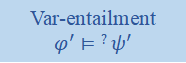 Var-entailment
φ′ ⊨ ? ψ′